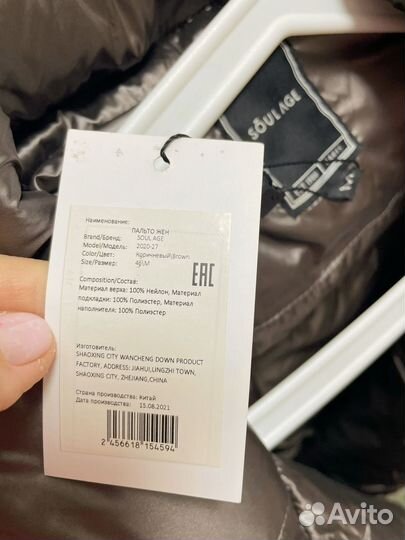 SŌULAGE
Наименование:
ПАЛЬТО ЖЕН
Brand/Бренд: SOUL AGE
Model/Модель: 2020-27
Color/Цвет: Коричневый\Brown
Size/Размер: 48\M
EAC
Composition/Состав:
Материал верха: 100% Нейлон, Материал
подкладки: 100% Полиэстер, Материал
наполнителя: 100% Полиэстер
Изготовитель:
SHAOXING CITY WANCHENG DOWN PRODUCT
FACTORY, ADDRESS: JIAHUI,LINGZHI TOWN,
SHAOXING CITY, ZHEJIANG,CHINA
Страна производства: Китай
Дата производства: 15.08.2021
2 456618 154594
Avito